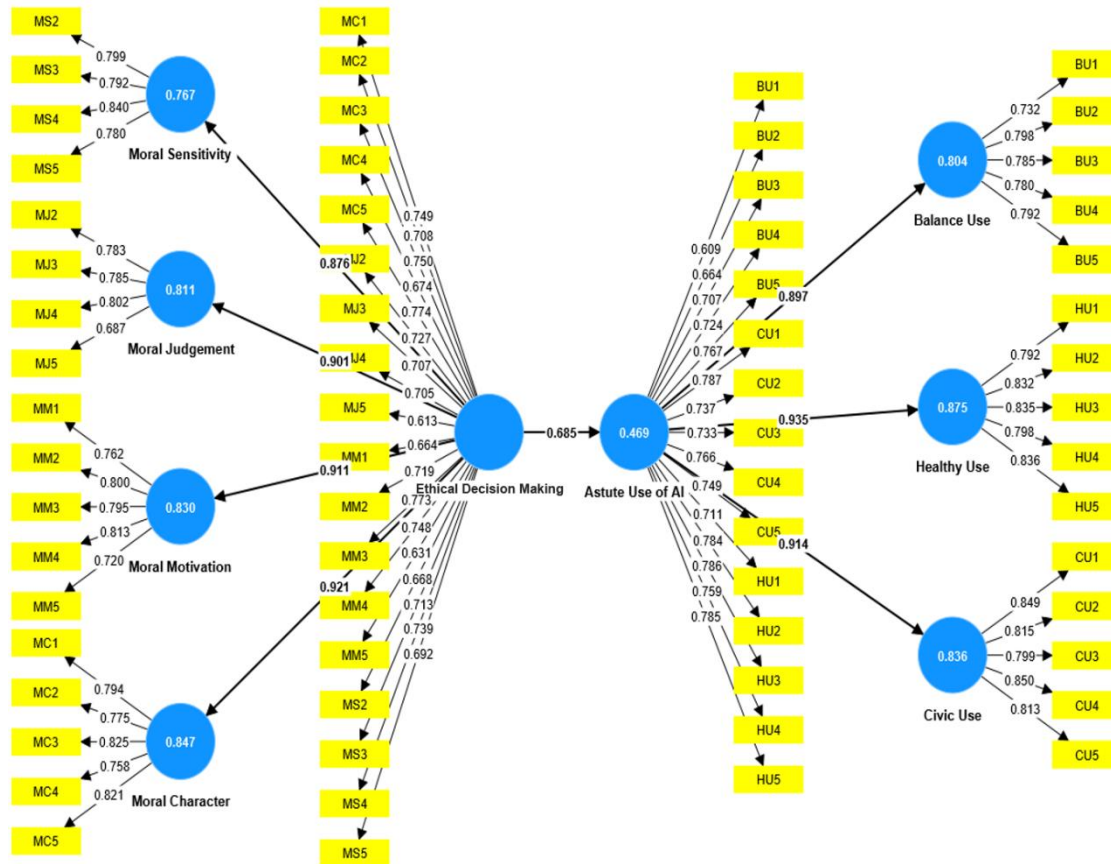 MS2
MS3
MS4
MS5
0.799
0.792
0.840
0.780
0.767
Moral Sensitivity
MJ2
MJ3
MJ4
MJ5
0.783
0.785
0.802
0.687
0.811
Moral Judgement
MM1
MM2
MM3
MM4
MM5
0.762
0.800
0.795
0.813
0.720
0.830
Moral Motivation
MC1
MC2
MC3
MC4
MC5
0.794
0.775
0.825
0.758
0.821
0.847
Moral Character
0.876
0.901
0.911
0.921
MC1
MC2
MC3
MC4
MC5
MJ2
MJ3
MJ4
MJ5
MM1
MM2
MM3
MM4
MM5
MS2
MS3
MS4
MS5
0.749
0.708
0.750
0.674
0.774
0.727
0.707
0.705
0.613
0.664
0.719
0.773
0.748
0.631
0.668
0.713
0.739
0.692
Ethical Decision Making
0.685
0.469
Astute Use of AI
0.609
0.664
0.707
0.724
0.767
0.787
0.737
0.733
0.766
0.749
0.711
0.784
0.786
0.759
0.785
BU1
BU2
BU3
BU4
BU5
CU1
CU2
CU3
CU4
CU5
HU1
HU2
HU3
HU4
HU5
0.897
0.935
0.914
0.804
Balance Use
0.732
0.798
0.785
0.780
0.792
BU1
BU2
BU3
BU4
BU5
0.875
Healthy Use
0.792
0.832
0.835
0.798
0.836
HU1
HU2
HU3
HU4
HU5
0.836
Civic Use
0.849
0.815
0.799
0.850
0.813
CU1
CU2
CU3
CU4
CU5